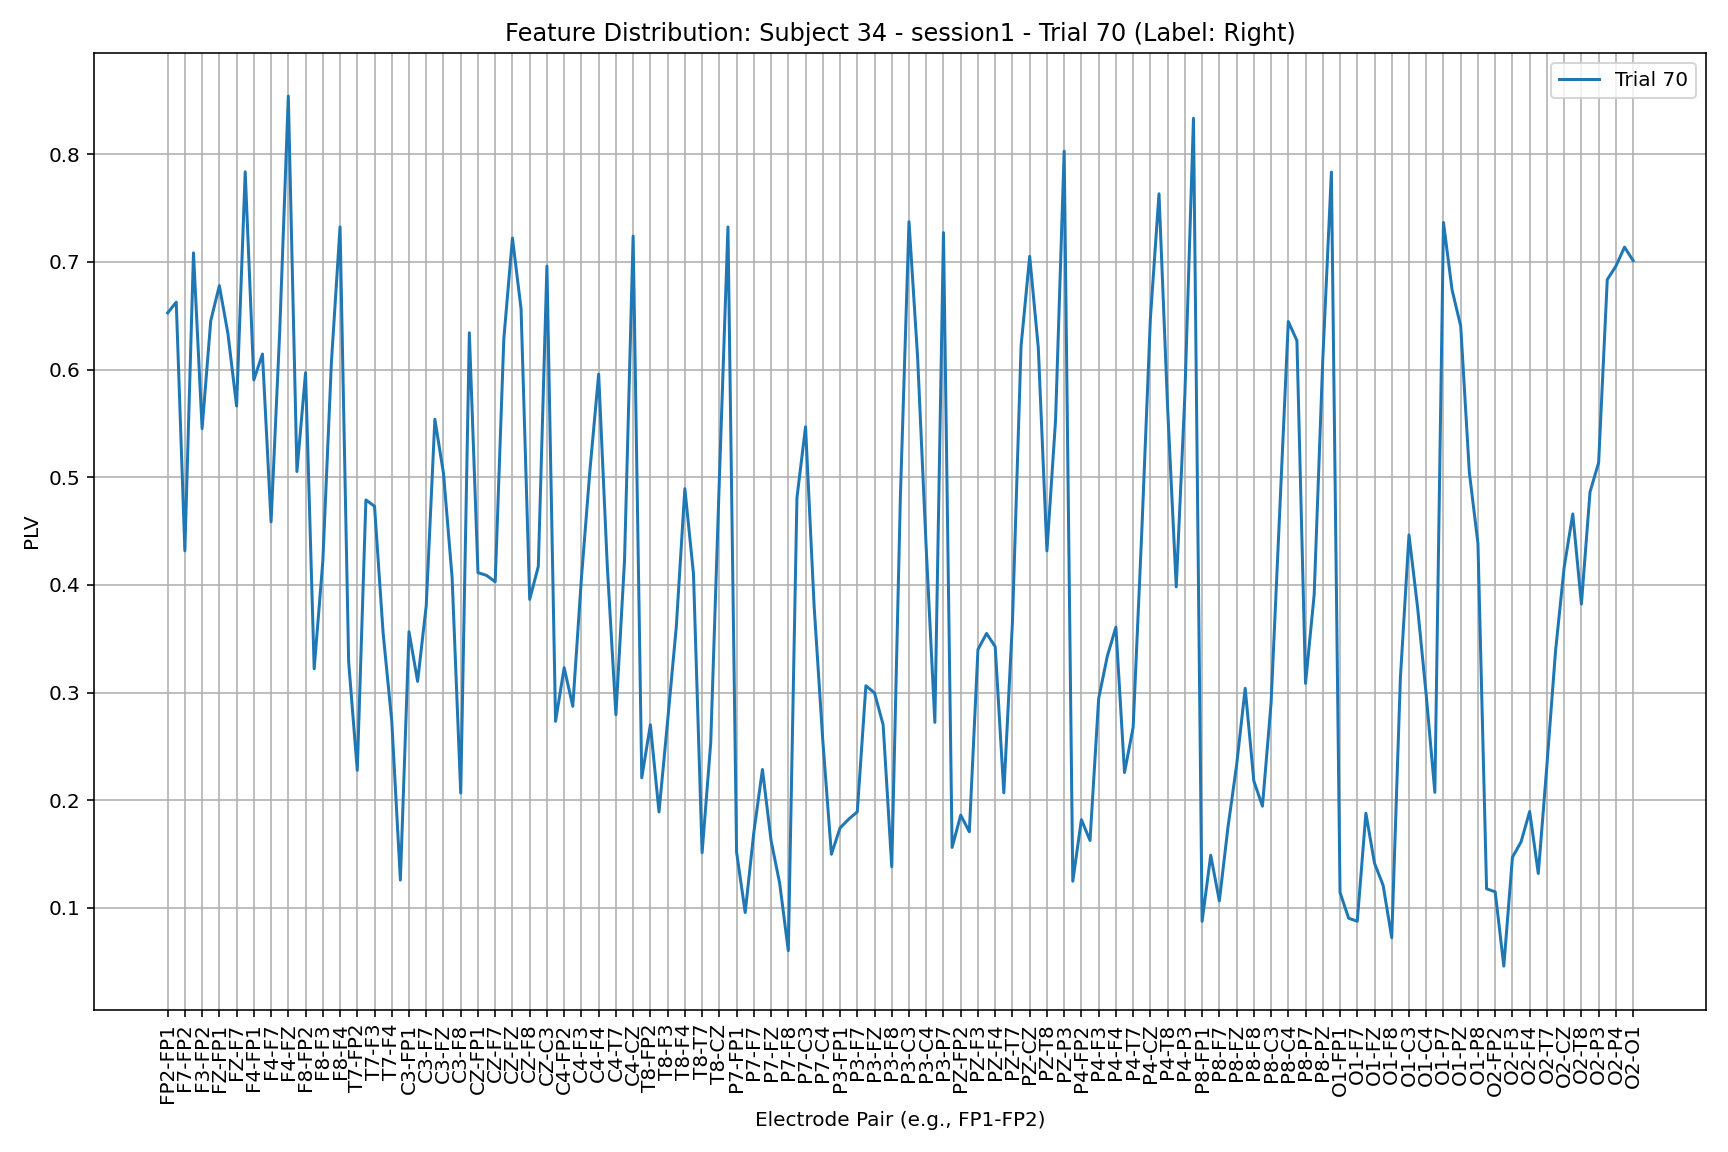 Feature Distribution: Subject 34 - session1 - Trial 70 (Label: Right)
Trial 70
PLV
0.8
0.7
0.6
0.5
0.4
0.3
0.2
0.1
FP2-FP1
F7-FP2
F3-FP2
FZ-FP1
FZ-F7
F4-FP1
F4-F7
F4-FZ
F8-FP2
F8-F3
F8-F4
T7-FP2
T7-F3
T7-F4
C3-FP1
C3-F7
C3-FZ
C3-F8
CZ-FP1
CZ-F7
CZ-FZ
CZ-F8
CZ-C3
C4-FP2
C4-F3
C4-F4
C4-T7
C4-CZ
T8-FP2
T8-F3
T8-F4
T8-T7
T8-CZ
P7-FP1
P7-F7
P7-FZ
P7-F8
P7-C3
P7-C4
P3-FP1
P3-F7
P3-FZ
P3-F8
P3-C3
P3-C4
P3-P7
PZ-FP2
PZ-F3
PZ-F4
PZ-T7
PZ-CZ
PZ-T8
PZ-P3
P4-FP2
P4-F3
P4-F4
P4-T7
P4-CZ
P4-T8
P4-P3
P8-FP1
P8-F7
P8-FZ
P8-F8
P8-C3
P8-C4
P8-P7
P8-PZ
O1-FP1
O1-F7
O1-FZ
O1-F8
O1-C3
O1-C4
O1-P7
O1-PZ
O1-P8
O2-FP2
O2-F3
O2-F4
O2-T7
O2-CZ
O2-T8
O2-P3
O2-P4
O2-O1
Electrode Pair (e.g., FP1-FP2)